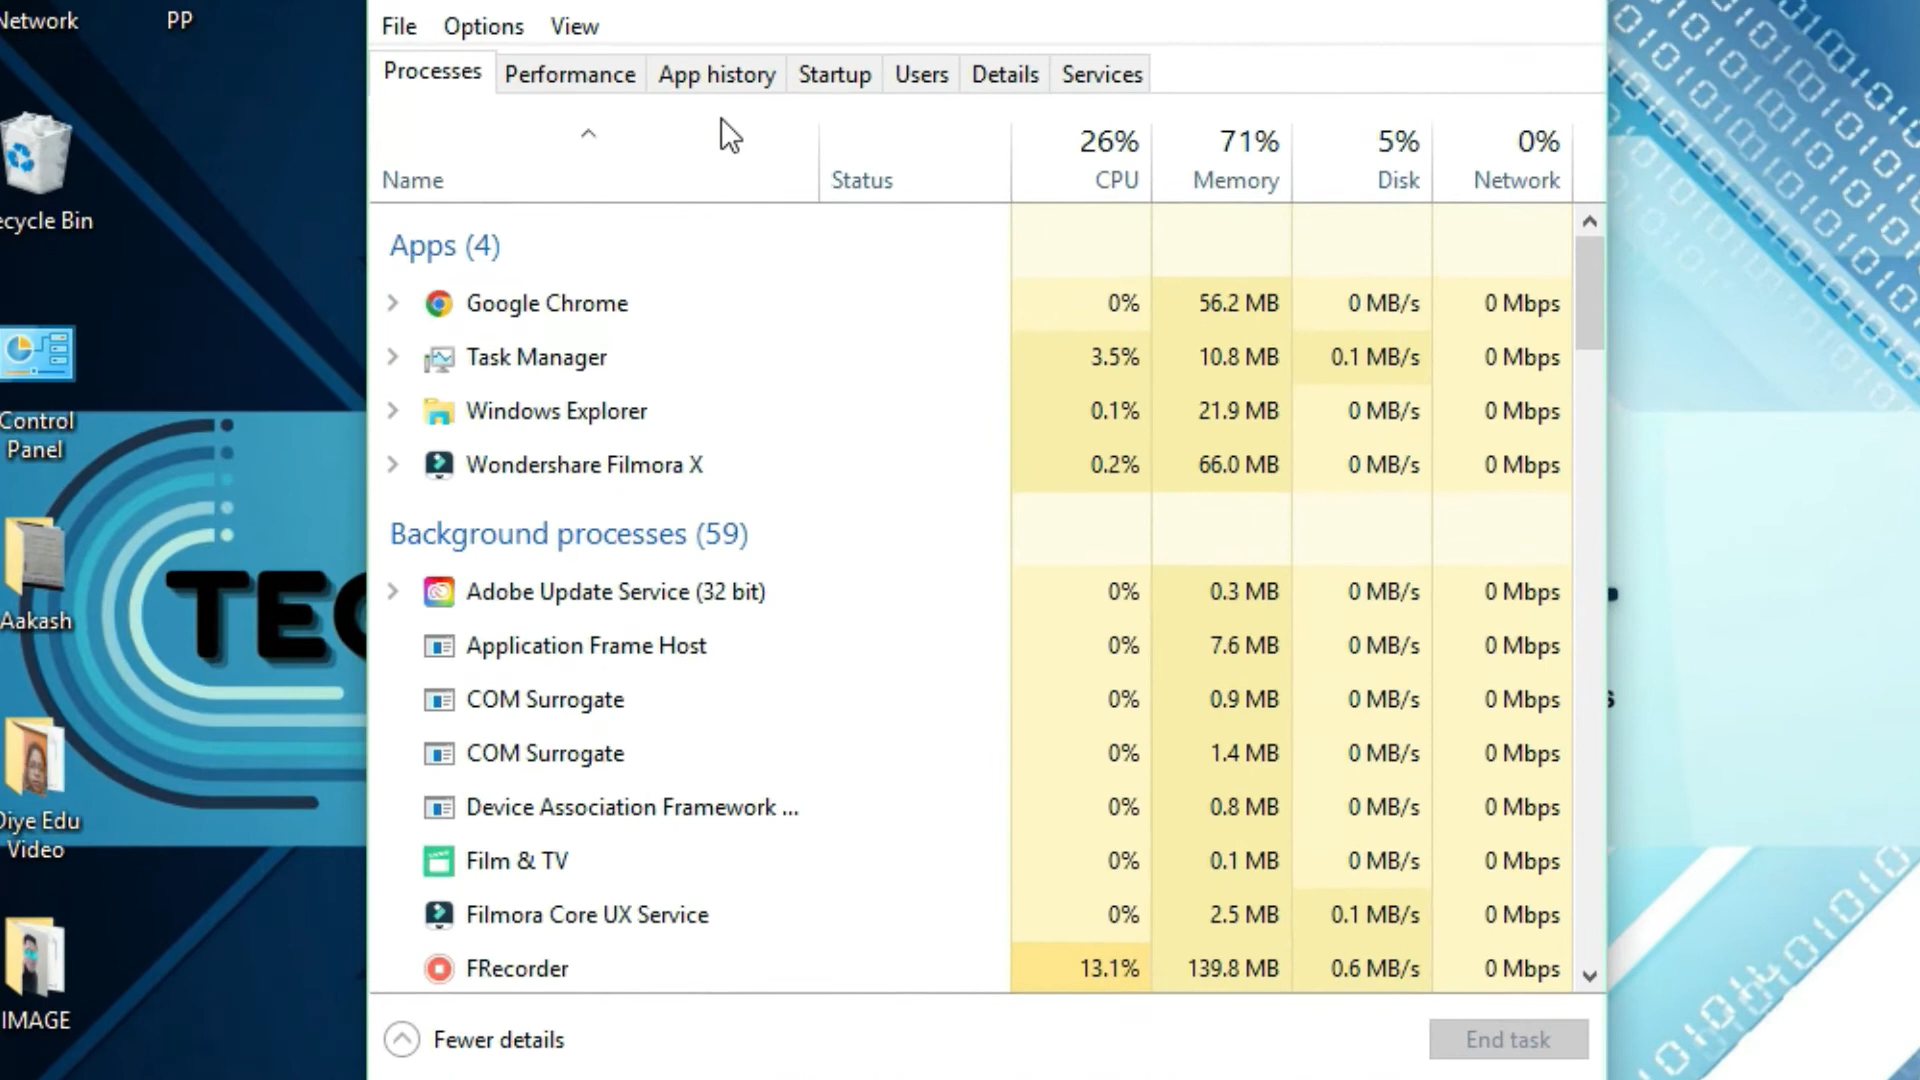 Network
PP
ecycle Bin
Control
Panel
TEC
Aakash
Diye Edu
Video
IMAGE
File Options View
Processes Performance App history Startup Users Details Services
26% 71% 5% 0%
Name Status CPU Memory Disk Network
Apps (4)
Google Chrome 0% 56.2 MB 0 MB/s 0 Mbps
Task Manager 3.5% 10.8 MB 0.1 MB/s 0 Mbps
Windows Explorer 0.1% 21.9 MB 0 MB/s 0 Mbps
Wondershare Filmora X 0.2% 66.0 MB 0 MB/s 0 Mbps
Background processes (59)
Adobe Update Service (32 bit) 0% 0.3 MB 0 MB/s 0 Mbps
Application Frame Host 0% 7.6 MB 0 MB/s 0 Mbps
COM Surrogate 0% 0.9 MB 0 MB/s 0 Mbps
COM Surrogate 0% 1.4 MB 0 MB/s 0 Mbps
Device Association Framework ... 0% 0.8 MB 0 MB/s 0 Mbps
Film & TV 0% 0.1 MB 0 MB/s 0 Mbps
Filmora Core UX Service 0% 2.5 MB 0.1 MB/s 0 Mbps
FRecorder 13.1% 139.8 MB 0.6 MB/s 0 Mbps
Fewer details
End task